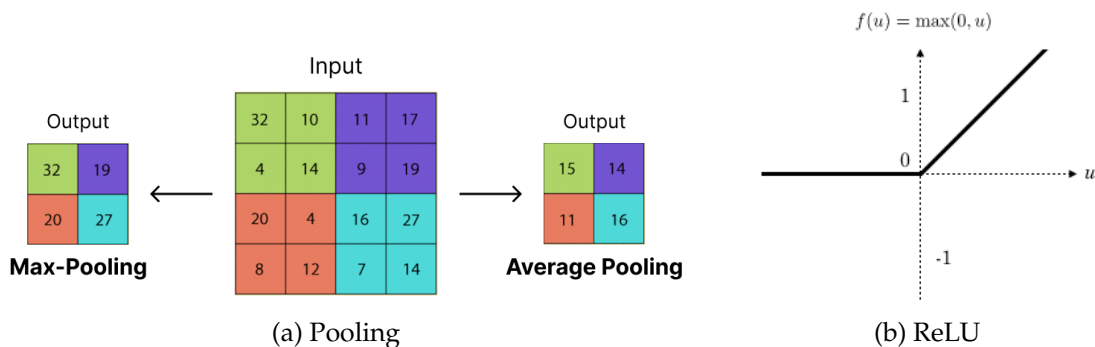 Input
Output
32 19
20 27
Max-Pooling
32 10 11 17
4 14 9 19
20 4 16 27
8 12 7 14
Output
15 14
11 16
Average Pooling
(a) Pooling
f(u) = max(0, u)
1
0
u
-1
(b) ReLU